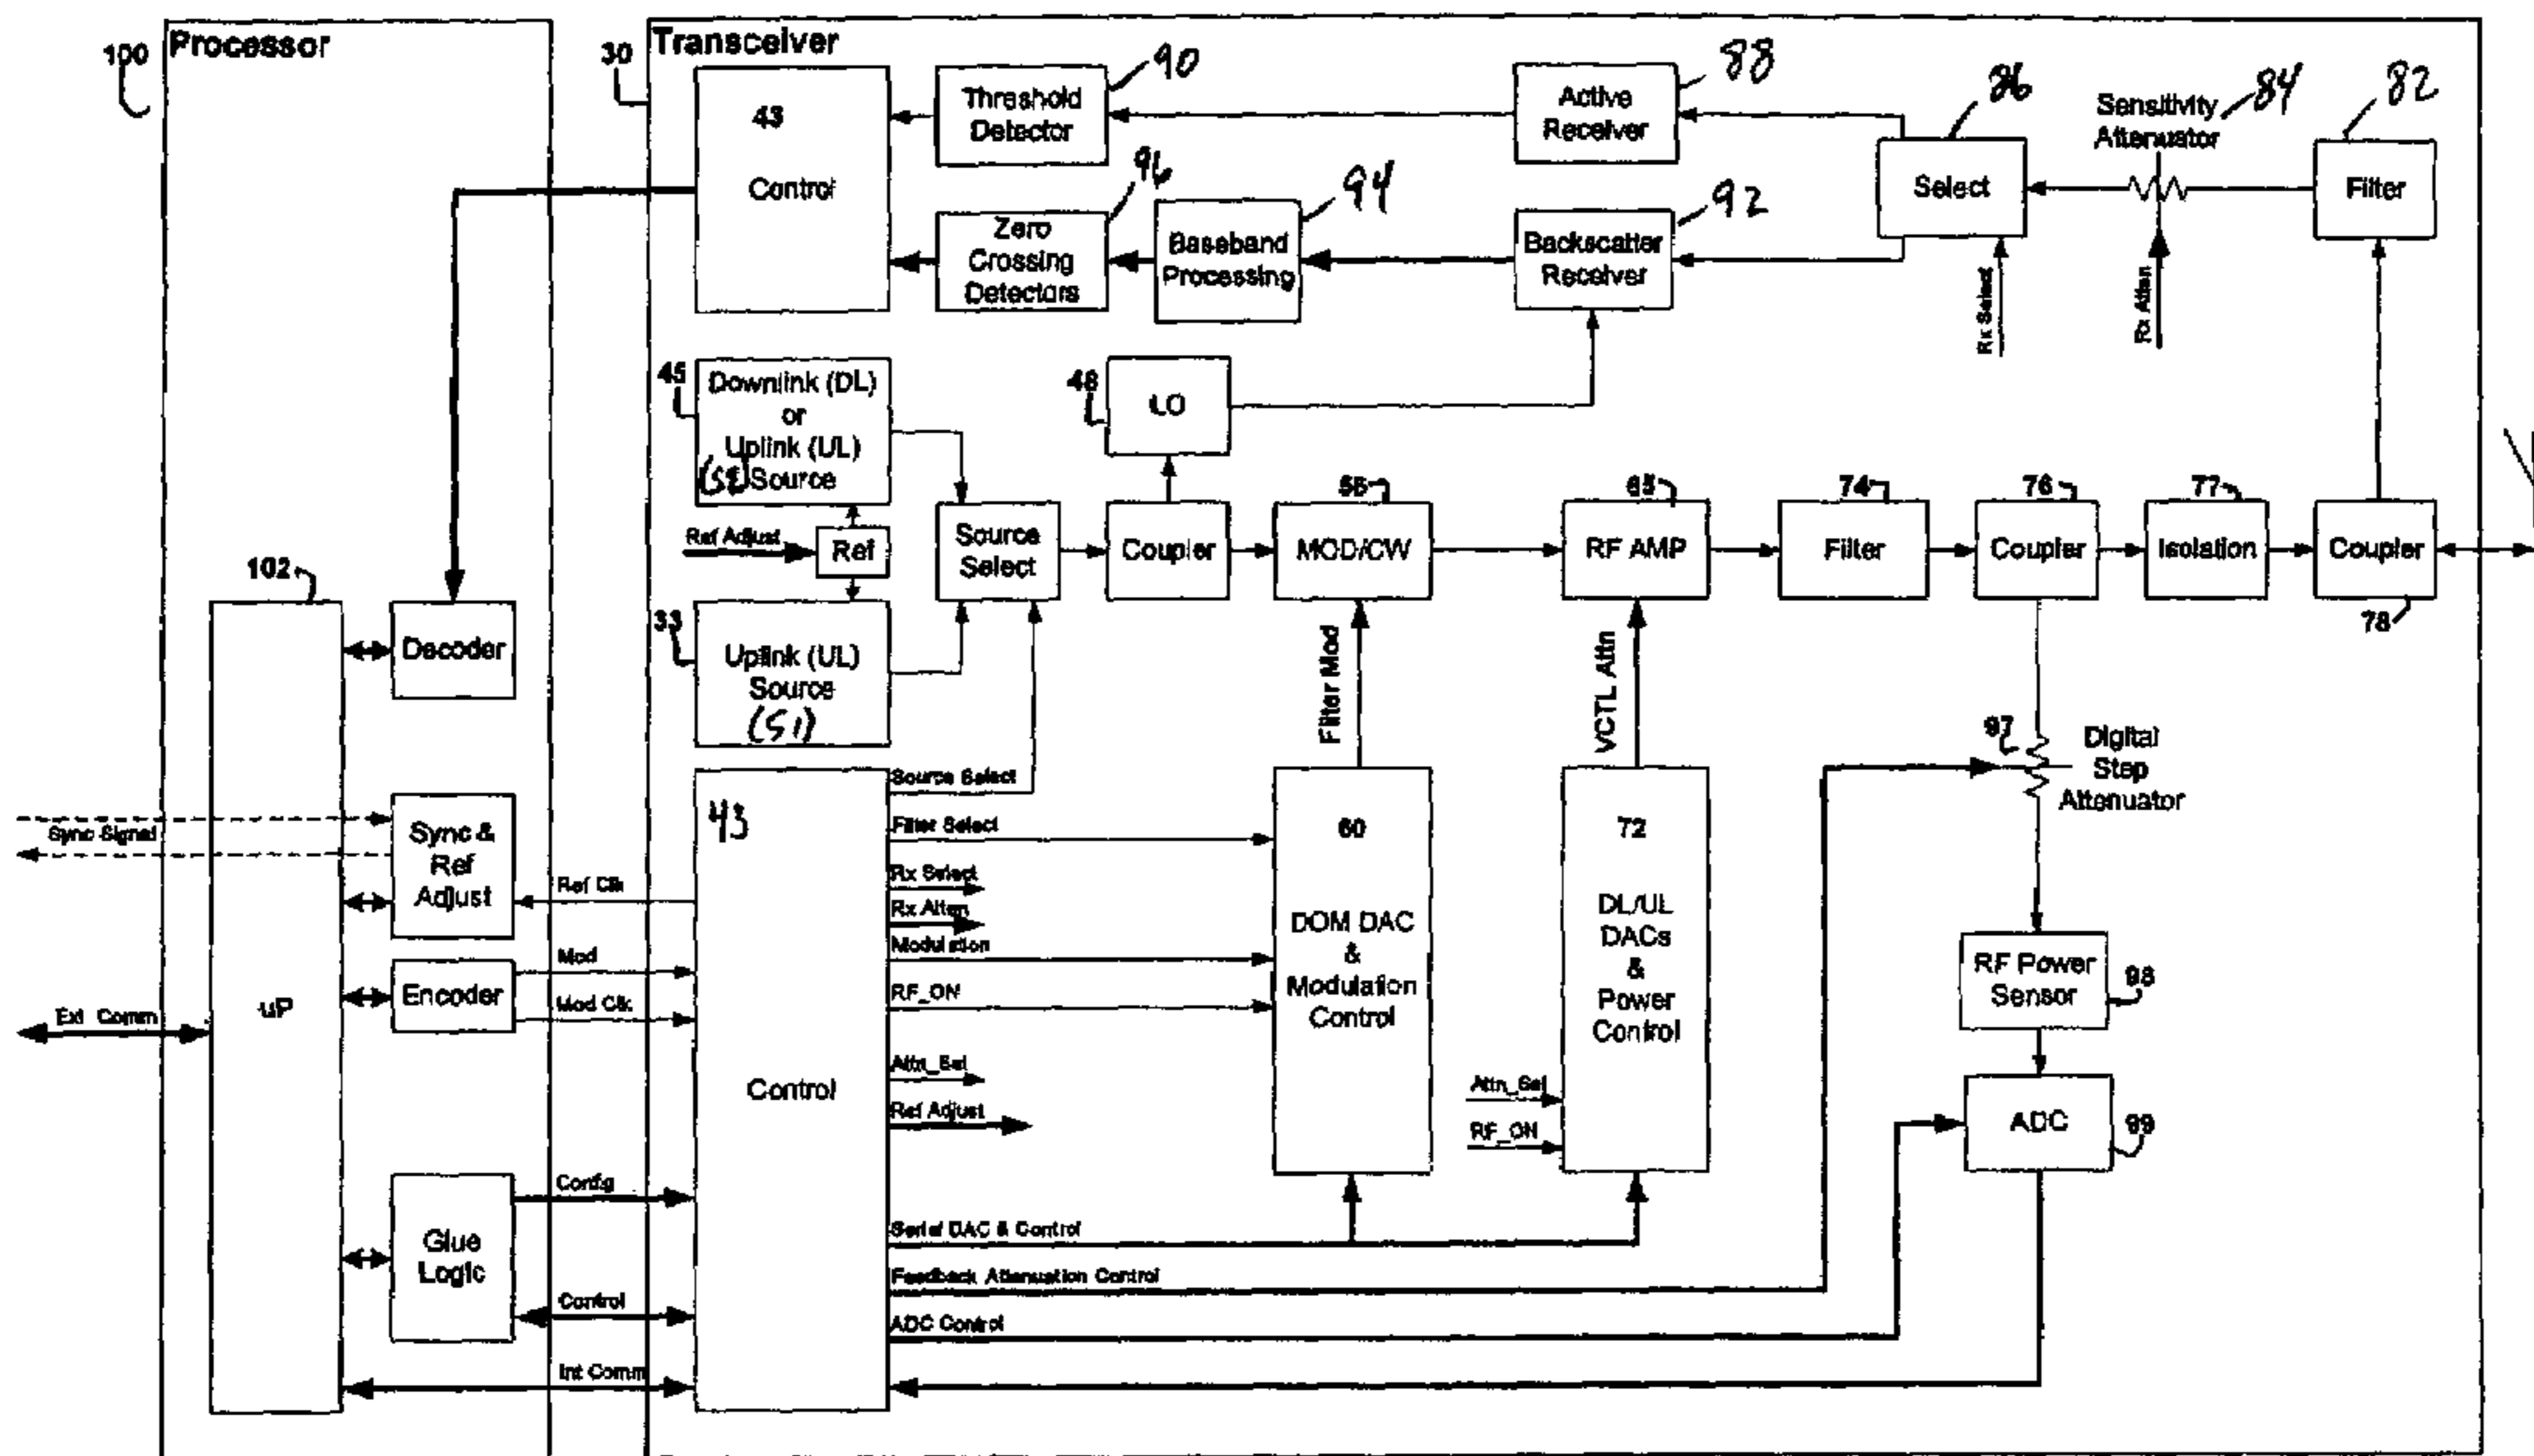 100
Processor
30
Transceiver
43
Control
90
Threshold
Detector
88
Active
Receiver
86
Select
Sensitivity
Attenuator
84
82
Filter
96
Zero
Crossing
Detectors
94
Baseband
Processing
92
Backscatter
Receiver
Rx Select
Rx Atten
45
Downlink (DL)
or
Uplink (UL)
(S2) Source
48
LO
Ref Adjust
Ref
Source
Select
Coupler
56
MOD/CW
65
RF AMP
74
Filter
76
Coupler
77
Isolation
Coupler
78
33
Uplink (UL)
Source
(S1)
102
uP
Decoder
Filter Mod
VCTL Attn
97
Digital
Step
Attenuator
Sync Signal
Sync &
Ref
Adjust
Ref Clk
43
Control
Source Select
Filter Select
Rx Select
Rx Atten
Modulation
RF_ON
Attn_Sel
Ref Adjust
60
DOM DAC
&
Modulation
Control
72
DL/UL
DACs
&
Power
Control
Attn_Sel
RF_ON
RF Power
Sensor
98
ADC
99
Ext Comm
Encoder
Mod
Mod Clk
Glue
Logic
Config
Control
Int Comm
Serial DAC & Control
Feedback Attenuation Control
ADC Control